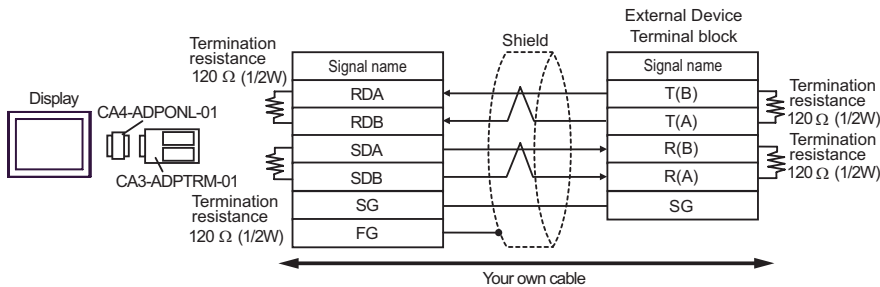 External Device
Terminal block
Shield
Termination
resistance
120 Ω (1/2W)
Signal name
Signal name
Display
CA4-ADPONL-01
CA3-ADPTRM-01
RDA
T(B)
RDB
T(A)
SDA
R(B)
SDB
R(A)
SG
SG
FG
Termination
resistance
120 Ω (1/2W)
Termination
resistance
120 Ω (1/2W)
Termination
resistance
120 Ω (1/2W)
Your own cable